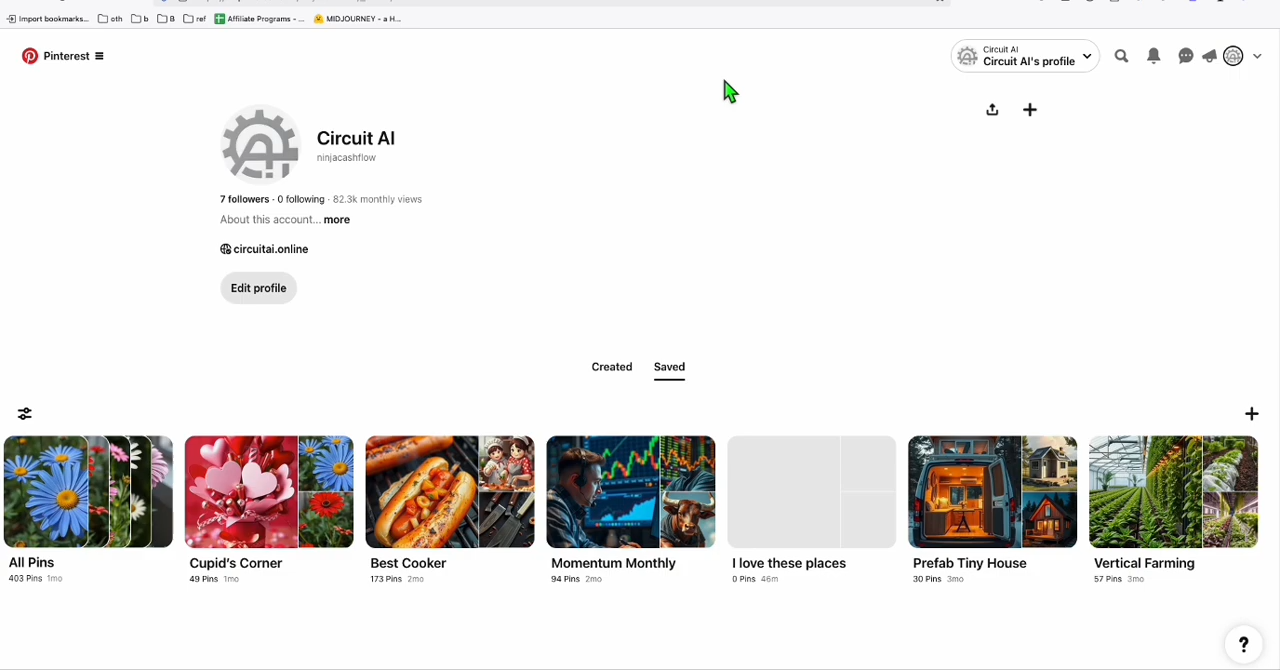 Import bookmarks... oth b B ref Affiliate Programs - ... MIDJOURNEY - a H...
Pinterest
Circuit AI
Circuit AI's profile
Circuit AI
ninjacashflow
7 followers · 0 following · 82.3k monthly views
About this account... more
circuitai.online
Edit profile
Created Saved
All Pins
403 Pins 1mo
Cupid's Corner
49 Pins 1mo
Best Cooker
173 Pins 2mo
Momentum Monthly
94 Pins 2mo
I love these places
0 Pins 46m
Prefab Tiny House
30 Pins 3mo
Vertical Farming
57 Pins 3mo
?